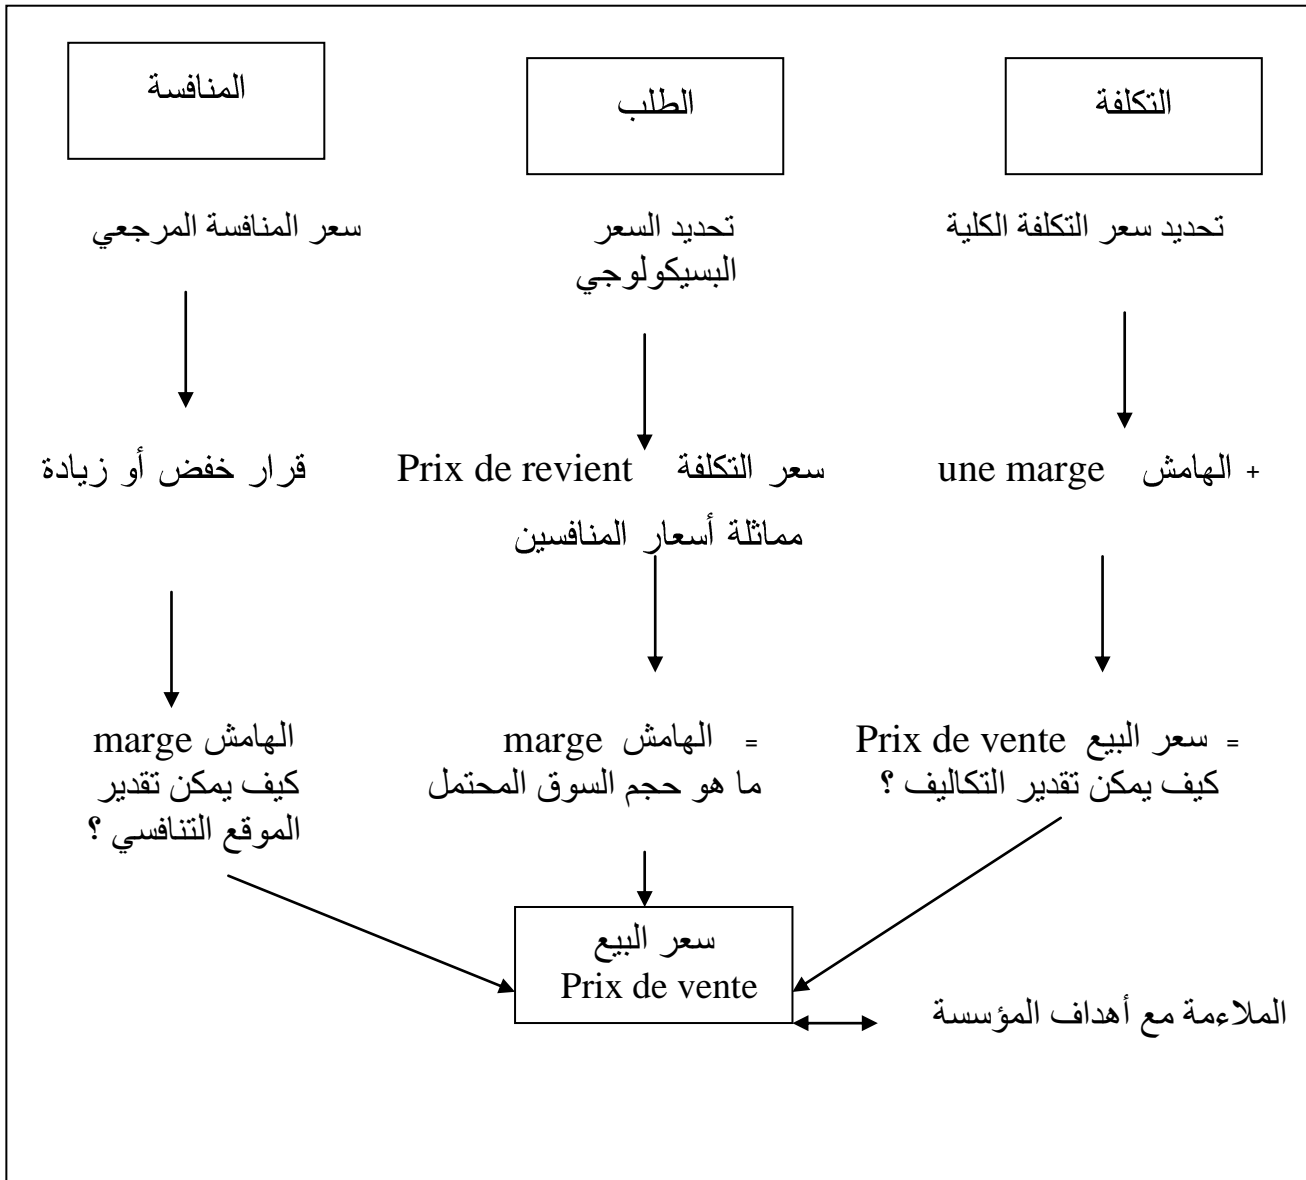 التكلفة
الطلب
المنافسة
تحديد سعر التكلفة الكلية
تحديد السعر
البسيكولوجي
سعر المنافسة المرجعي
+ الهامش une marge
سعر التكلفة Prix de revient
مماثلة أسعار المنافسين
قرار خفض أو زيادة
= سعر البيع Prix de vente
كيف يمكن تقدير التكاليف ؟
= الهامش marge
ما هو حجم السوق المحتمل
الهامش marge
كيف يمكن تقدير
الموقع التنافسي ؟
سعر البيع
Prix de vente
الملاءمة مع أهداف المؤسسة